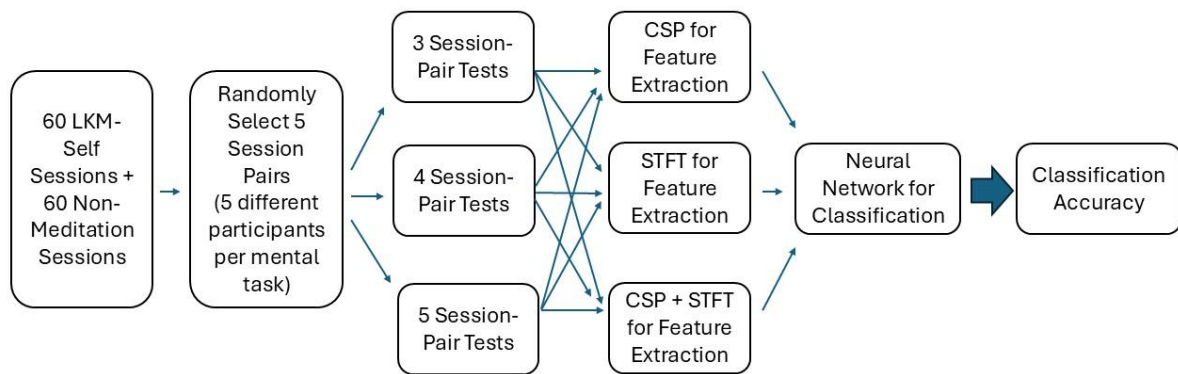 60 LKM-
Self
Sessions +
60 Non-
Meditation
Sessions
Randomly
Select 5
Session
Pairs
(5 different
participants
per mental
task)
3 Session-
Pair Tests
4 Session-
Pair Tests
5 Session-
Pair Tests
CSP for
Feature
Extraction
STFT for
Feature
Extraction
CSP + STFT
for Feature
Extraction
Neural
Network for
Classification
Classification
Accuracy